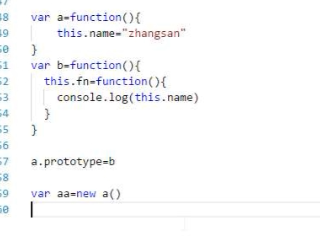 48 var a=function(){
49 this.name="zhangsan"
50 }
51 var b=function(){
52 this.fn=function(){
53 console.log(this.name)
54 }
55 }
56
57 a.prototype=b
58
59 var aa=new a()
60